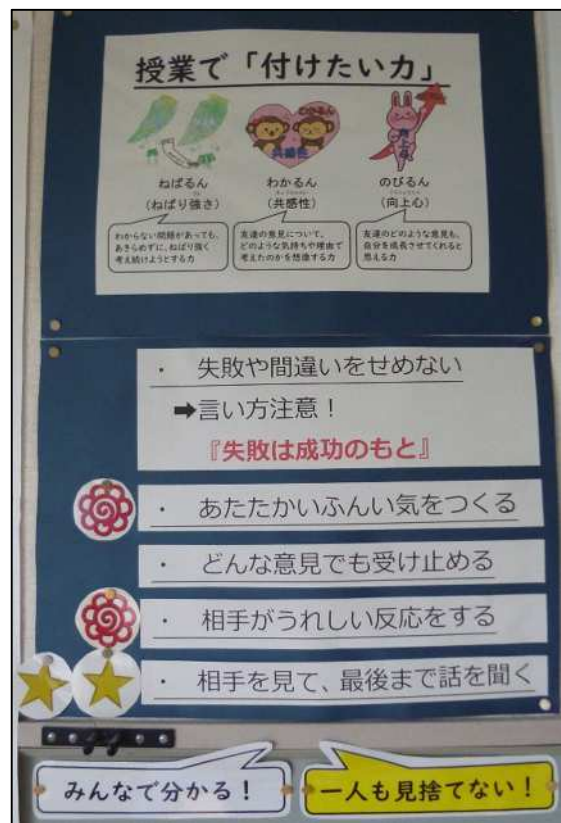 授業で「付けたい力」
わかるん
共感性
向上心
ねばるん
(ねばり強さ)
わかるん
(共感性)
のびるん
(向上心)
わからない問題があっても、
あきらめずに、ねばり強く
考え続けようとする力
友達の意見について、
どのような気持ちや理由で
考えたのかを想像する力
友達のどのような意見も、
自分を成長させてくれると
思える力
・ 失敗や間違いをせめない
➡言い方注意！
『失敗は成功のもと』
・ あたたかいふんい気をつくる
・ どんな意見でも受け止める
・ 相手がうれしい反応をする
・ 相手を見て、最後まで話を聞く
みんなで分かる！
一人も見捨てない！